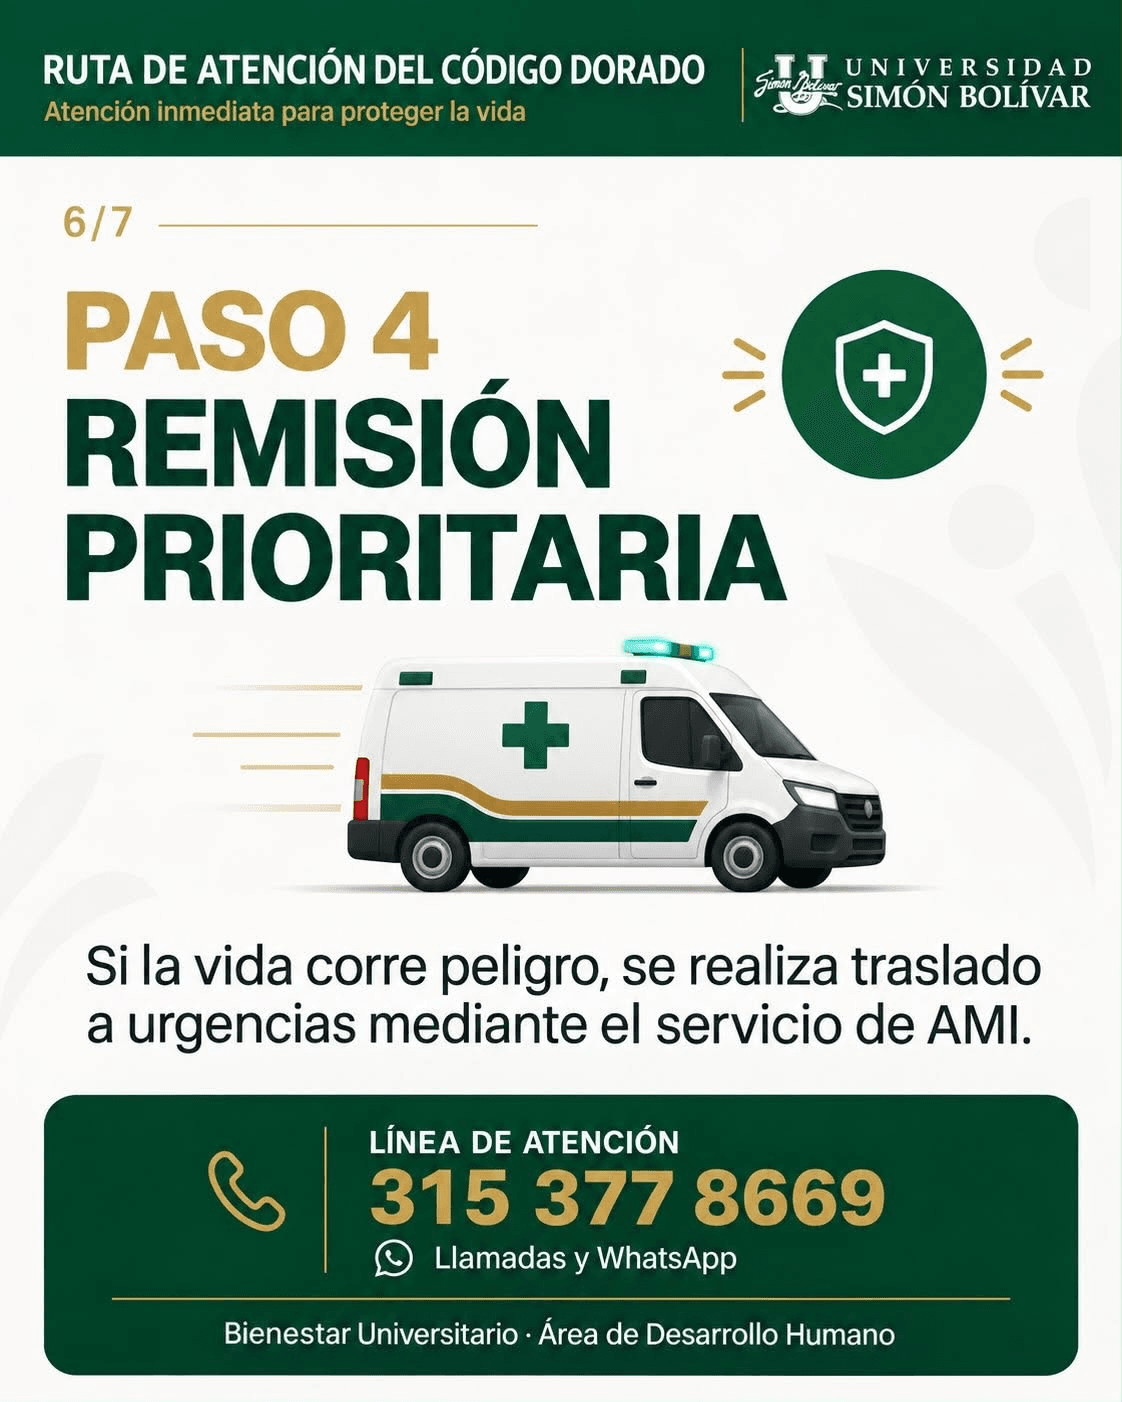 RUTA DE ATENCIÓN DEL CÓDIGO DORADO
Atención inmediata para proteger la vida
Simón Bolívar
UNIVERSIDAD
SIMÓN BOLÍVAR
6/7
PASO 4
REMISIÓN
PRIORITARIA
Si la vida corre peligro, se realiza traslado
a urgencias mediante el servicio de AMI.
LÍNEA DE ATENCIÓN
315 377 8669
Llamadas y WhatsApp
Bienestar Universitario · Área de Desarrollo Humano